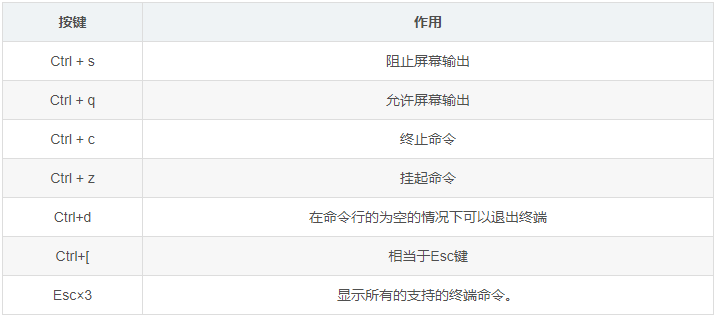 按键 作用
Ctrl + s 阻止屏幕输出
Ctrl + q 允许屏幕输出
Ctrl + c 终止命令
Ctrl + z 挂起命令
Ctrl+d 在命令行的为空的情况下可以退出终端
Ctrl+[ 相当于Esc键
Esc×3 显示所有的支持的终端命令。